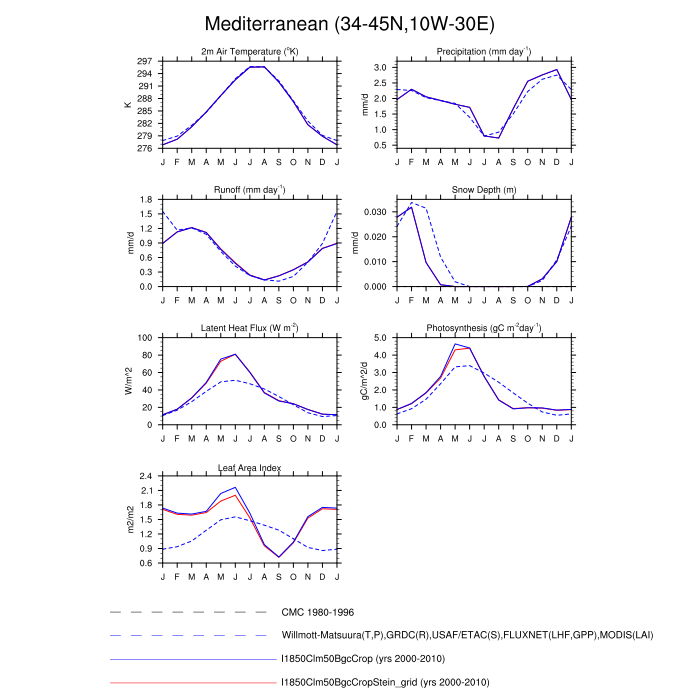 Mediterranean (34-45N,10W-30E)
2m Air Temperature (°K)
297
294
291
288
285
282
279
276
K
J F M A M J J A S O N D J
Precipitation (mm day⁻¹)
3.0
2.5
2.0
1.5
1.0
0.5
mm/d
J F M A M J J A S O N D J
Runoff (mm day⁻¹)
1.8
1.5
1.2
0.9
0.6
0.3
0.0
mm/d
J F M A M J J A S O N D J
Snow Depth (m)
0.030
0.020
0.010
0.000
mm/d
J F M A M J J A S O N D J
Latent Heat Flux (W m⁻²)
100
80
60
40
20
0
W/m^2
J F M A M J J A S O N D J
Photosynthesis (gC m⁻²day⁻¹)
5.0
4.0
3.0
2.0
1.0
0.0
gC/m^2/d
J F M A M J J A S O N D J
Leaf Area Index
2.4
2.1
1.8
1.5
1.2
0.9
0.6
m2/m2
J F M A M J J A S O N D J
CMC 1980-1996
Willmott-Matsuura(T,P),GRDC(R),USAF/ETAC(S),FLUXNET(LHF,GPP),MODIS(LAI)
I1850Clm50BgcCrop (yrs 2000-2010)
I1850Clm50BgcCropStein_grid (yrs 2000-2010)